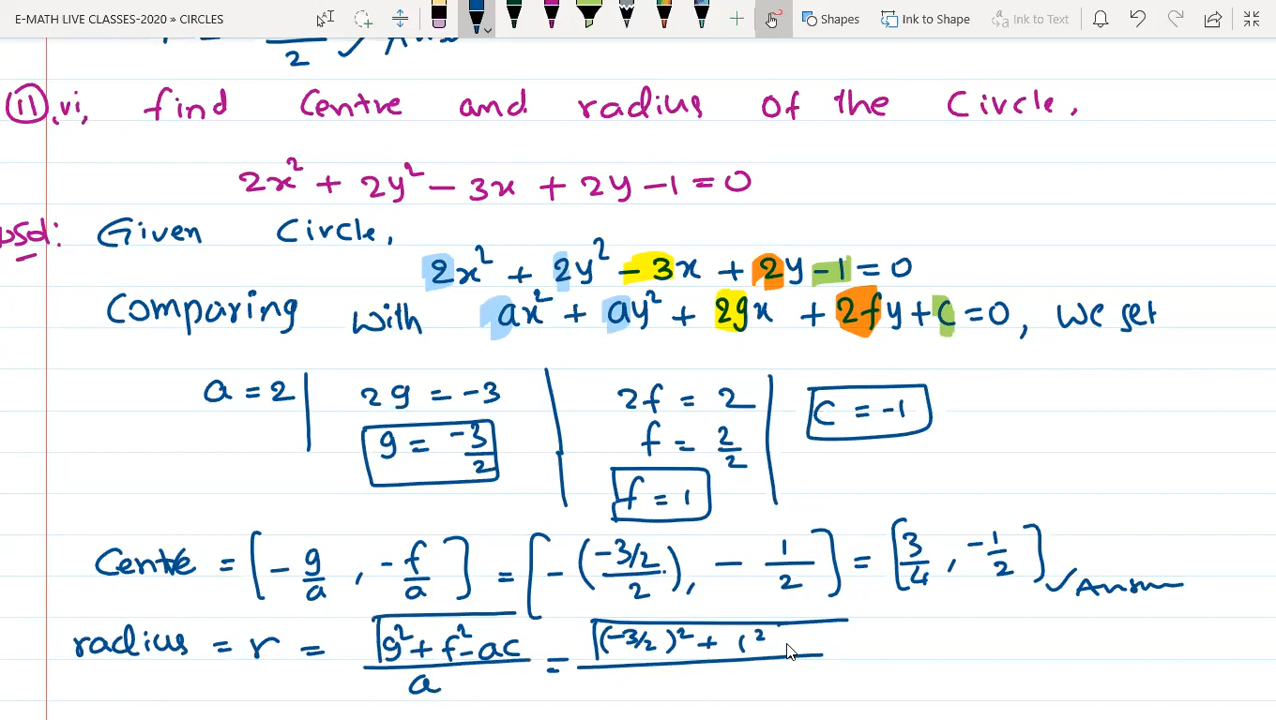 E-MATH LIVE CLASSES-2020 » CIRCLES Shapes Ink to Shape Ink to Text
2
(11).vi, find Centre and radius of the Circle,
2x² + 2y² - 3x + 2y - 1 = 0
Given Circle,
2x² + 2y² - 3x + 2y - 1 = 0
Comparing with ax² + ay² + 2gx + 2fy + c = 0, we get
a = 2 | 2g = -3 | 2f = 2 | c = -1
g = -3/2 f = 2/2
f = 1
Centre = [-g/a, -f/a] = [-(-3/2)/2, -1/2] = [3/4, -1/2] ✓
radius = r = √(g² + f² - ac)/a = √((-3/2)² + 1²